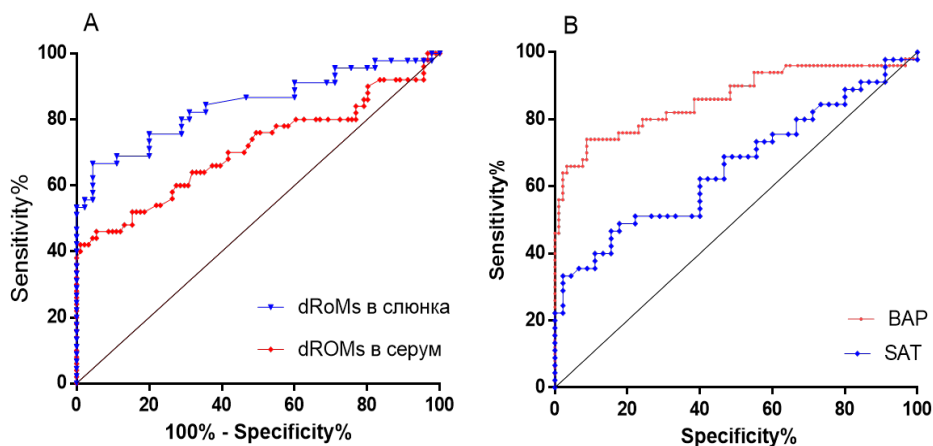 A
Sensitivity%
100
80
60
40
20
0
0 20 40 60 80 100
100% - Specificity%
dRoMs в слюнка
dROMs в серум
B
Sensitivity%
100
80
60
40
20
0
0 20 40 60 80 100
Specificity%
BAP
SAT